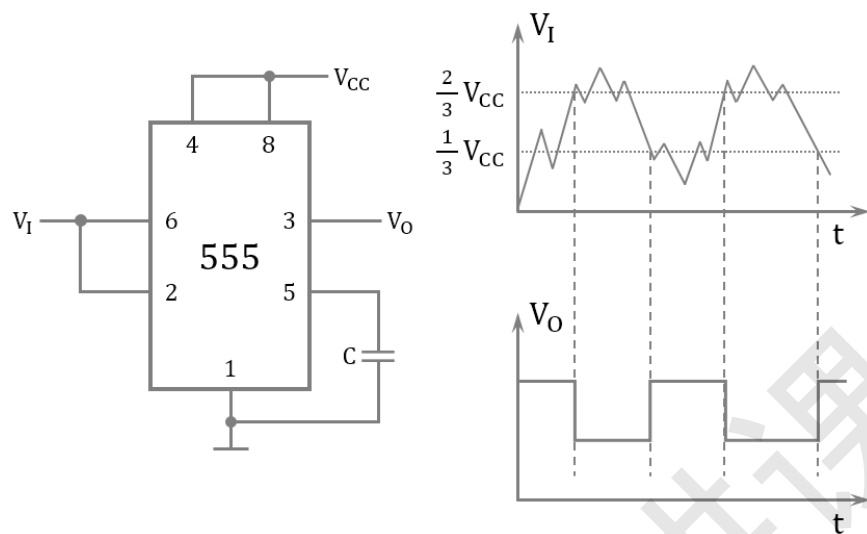 V_CC
4 8
V_I 6 3 V_O
555
2 5
1 C
V_I
2/3 V_CC
1/3 V_CC
t
V_O
t
课